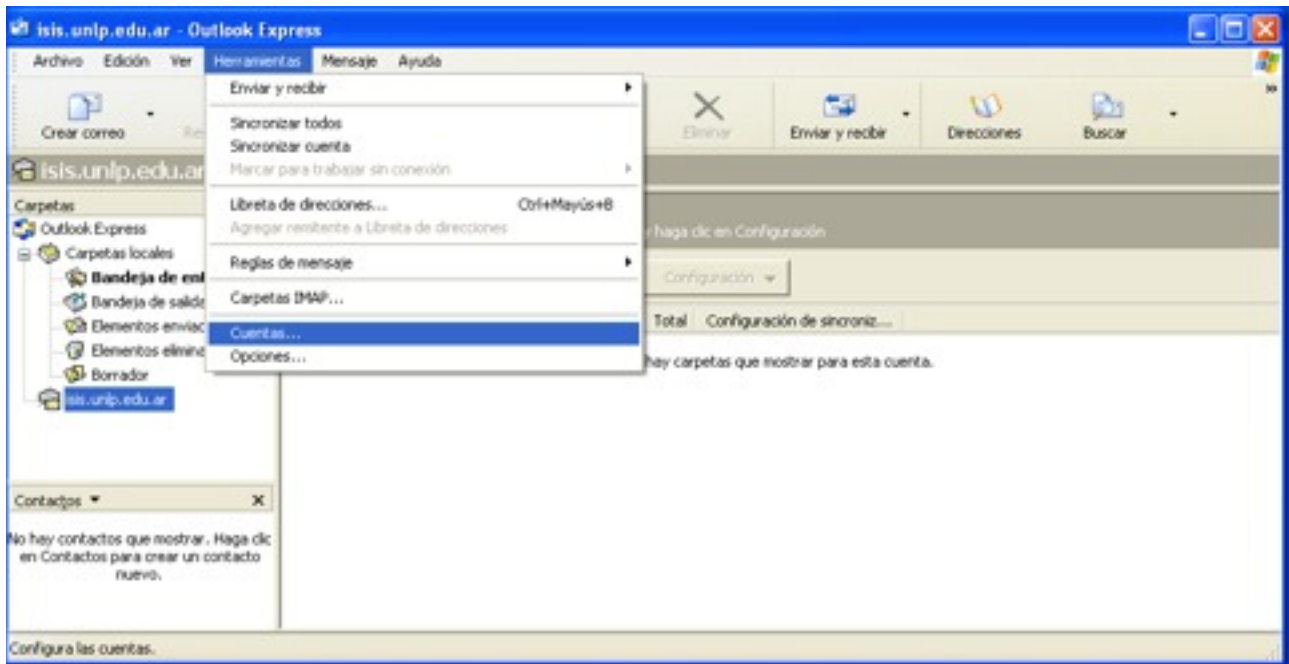 isis.unlp.edu.ar - Outlook Express
Archivo Edición Ver Herramientas Mensaje Ayuda
Crear correo Eliminar Enviar y recibir Direcciones Buscar
Enviar y recibir
Sincronizar todos
Sincronizar cuenta
Marcar para trabajar sin conexión
Libreta de direcciones... Ctrl+Mayús+B
Agregar remitente a Libreta de direcciones
Reglas de mensaje
Carpetas IMAP...
Cuentas...
Opciones...
isis.unlp.edu.ar
Carpetas
Outlook Express
Carpetas locales
Bandeja de ent
Bandeja de salida
Elementos enviac
Elementos elimina
Borrador
isis.unlp.edu.ar
haga clic en Configuración
Configuración
Total Configuración de sincroniz...
hay carpetas que mostrar para esta cuenta.
Contactos
No hay contactos que mostrar. Haga clic
en Contactos para crear un contacto
nuevo.
Configura las cuentas.